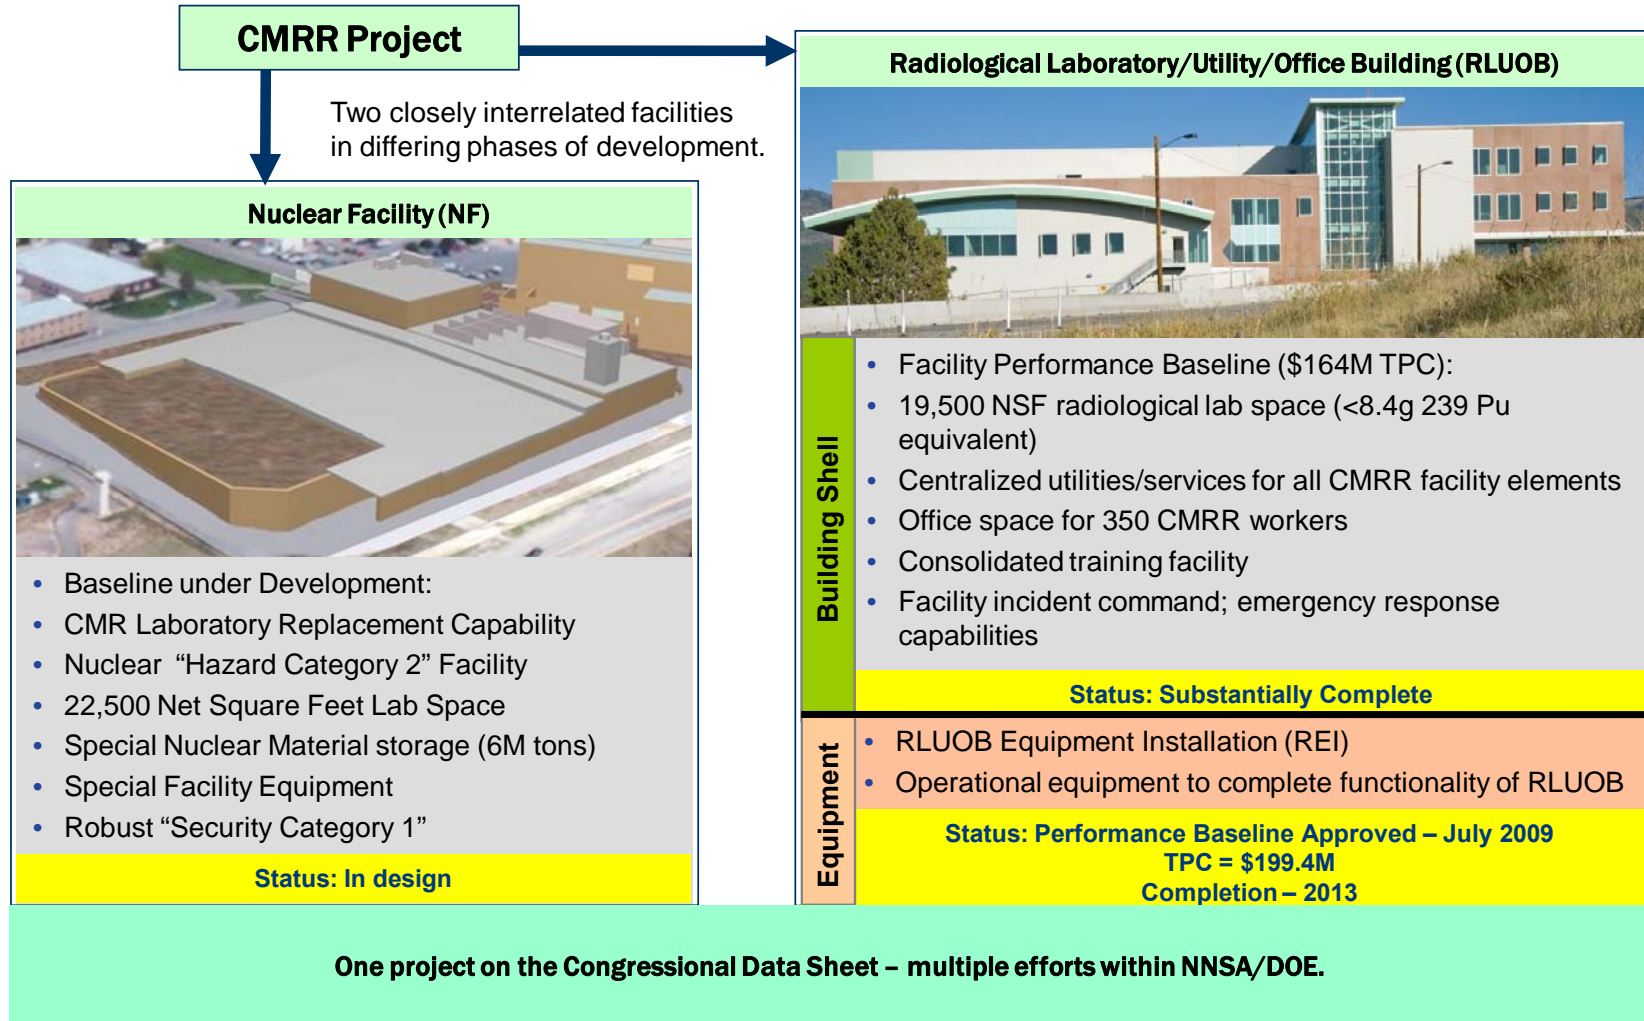 CMRR Project
Two closely interrelated facilities
in differing phases of development.
Nuclear Facility (NF)
• Baseline under Development:
• CMR Laboratory Replacement Capability
• Nuclear “Hazard Category 2” Facility
• 22,500 Net Square Feet Lab Space
• Special Nuclear Material storage (6M tons)
• Special Facility Equipment
• Robust “Security Category 1”
Status: In design
Radiological Laboratory/Utility/Office Building (RLUOB)
Building Shell
• Facility Performance Baseline ($164M TPC):
• 19,500 NSF radiological lab space (<8.4g 239 Pu
equivalent)
• Centralized utilities/services for all CMRR facility elements
• Office space for 350 CMRR workers
• Consolidated training facility
• Facility incident command; emergency response
capabilities
Status: Substantially Complete
Equipment
• RLUOB Equipment Installation (REI)
• Operational equipment to complete functionality of RLUOB
Status: Performance Baseline Approved – July 2009
TPC = $199.4M
Completion – 2013
One project on the Congressional Data Sheet – multiple efforts within NNSA/DOE.